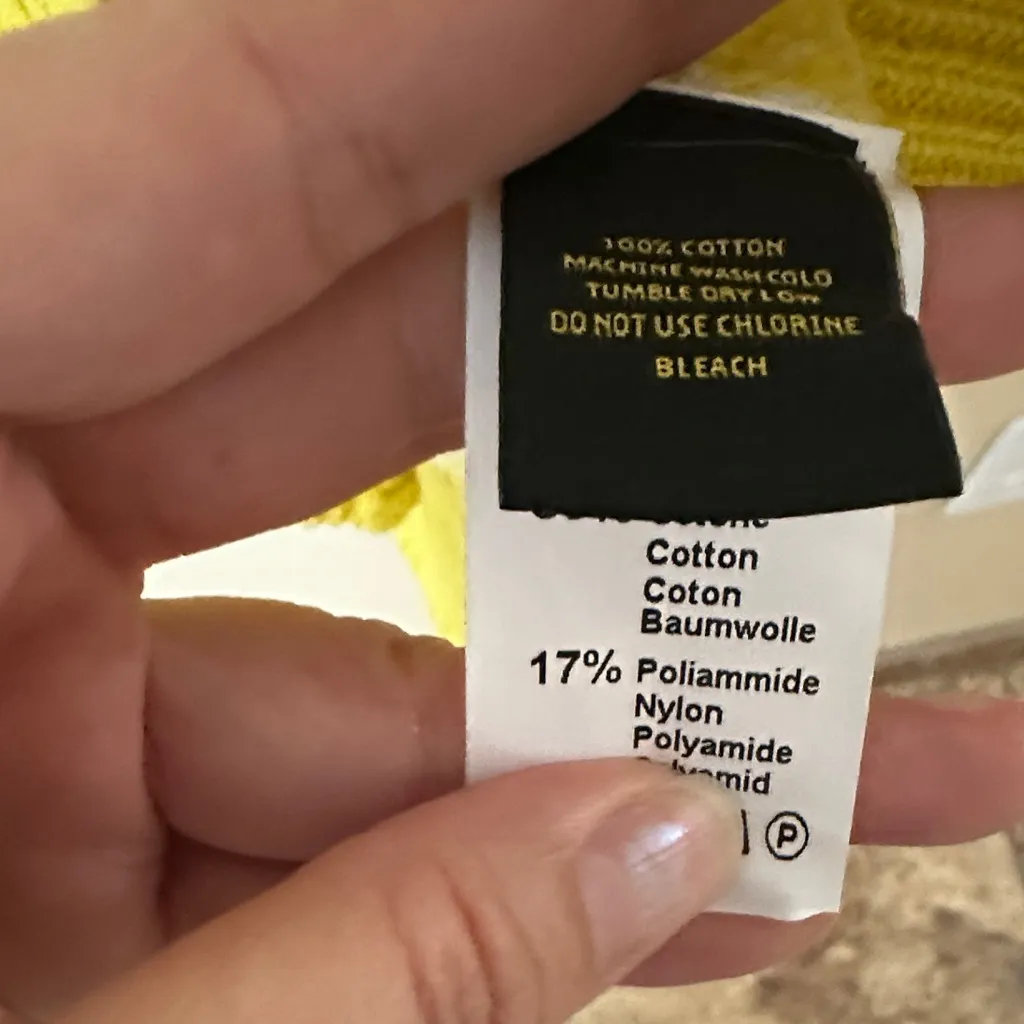 100% COTTON
MACHINE WASH COLD
TUMBLE DRY LOW
DO NOT USE CHLORINE
BLEACH
Cotton
Coton
Baumwolle
17% Poliammide
Nylon
Polyamide
P